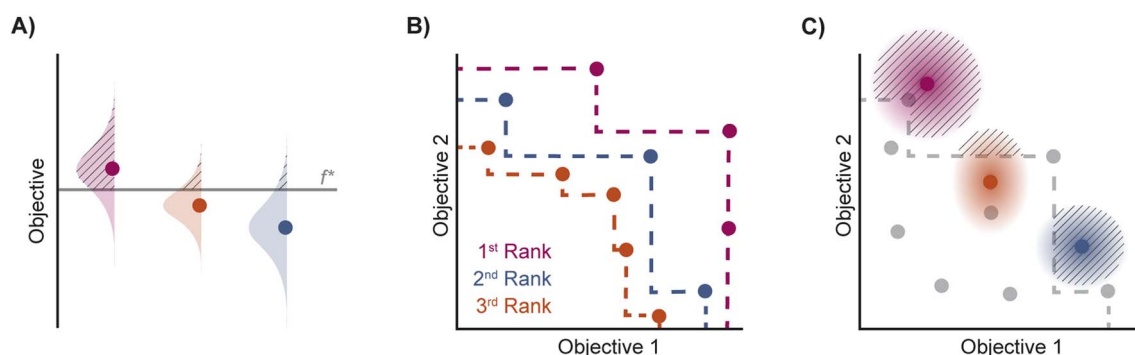 A)
Objective
f*
B)
Objective 2
1st Rank
2nd Rank
3rd Rank
Objective 1
C)
Objective 2
Objective 1